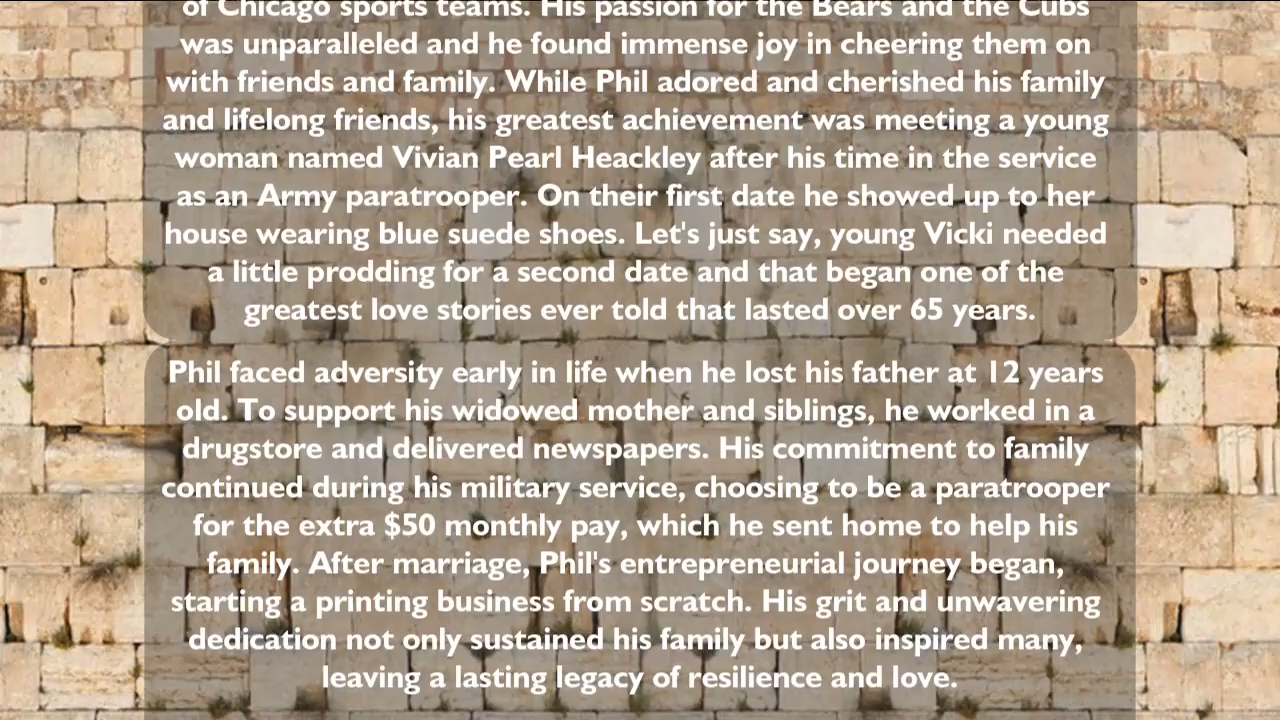 of Chicago sports teams. His passion for the Bears and the Cubs
was unparalleled and he found immense joy in cheering them on
with friends and family. While Phil adored and cherished his family
and lifelong friends, his greatest achievement was meeting a young
woman named Vivian Pearl Heackley after his time in the service
as an Army paratrooper. On their first date he showed up to her
house wearing blue suede shoes. Let's just say, young Vicki needed
a little prodding for a second date and that began one of the
greatest love stories ever told that lasted over 65 years.
Phil faced adversity early in life when he lost his father at 12 years
old. To support his widowed mother and siblings, he worked in a
drugstore and delivered newspapers. His commitment to family
continued during his military service, choosing to be a paratrooper
for the extra $50 monthly pay, which he sent home to help his
family. After marriage, Phil's entrepreneurial journey began,
starting a printing business from scratch. His grit and unwavering
dedication not only sustained his family but also inspired many,
leaving a lasting legacy of resilience and love.